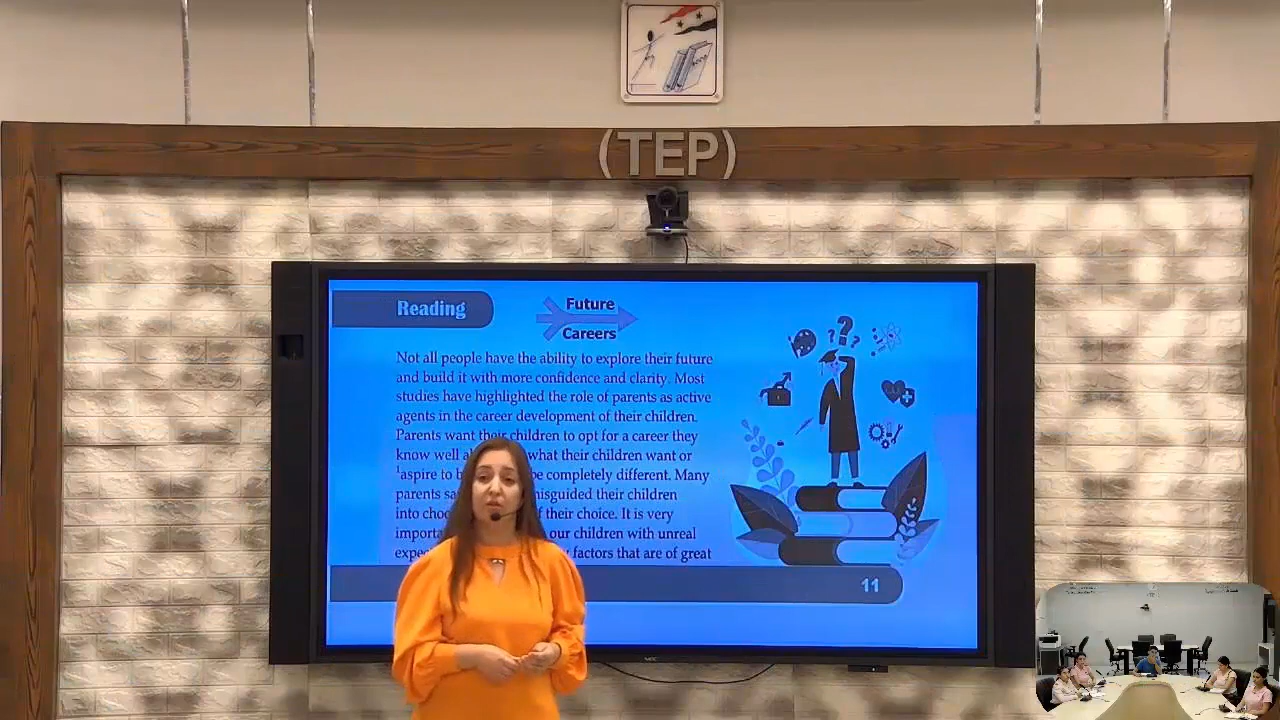 (TEP)
Reading
Future
Careers
Not all people have the ability to explore their future
and build it with more confidence and clarity. Most
studies have highlighted the role of parents as active
agents in the career development of their children.
Parents want their children to opt for a career they
know well what their children want or
1aspire to be completely different. Many
parents misguided their children
into of their choice. It is very
our children with unreal
factors that are of great
11
NEC